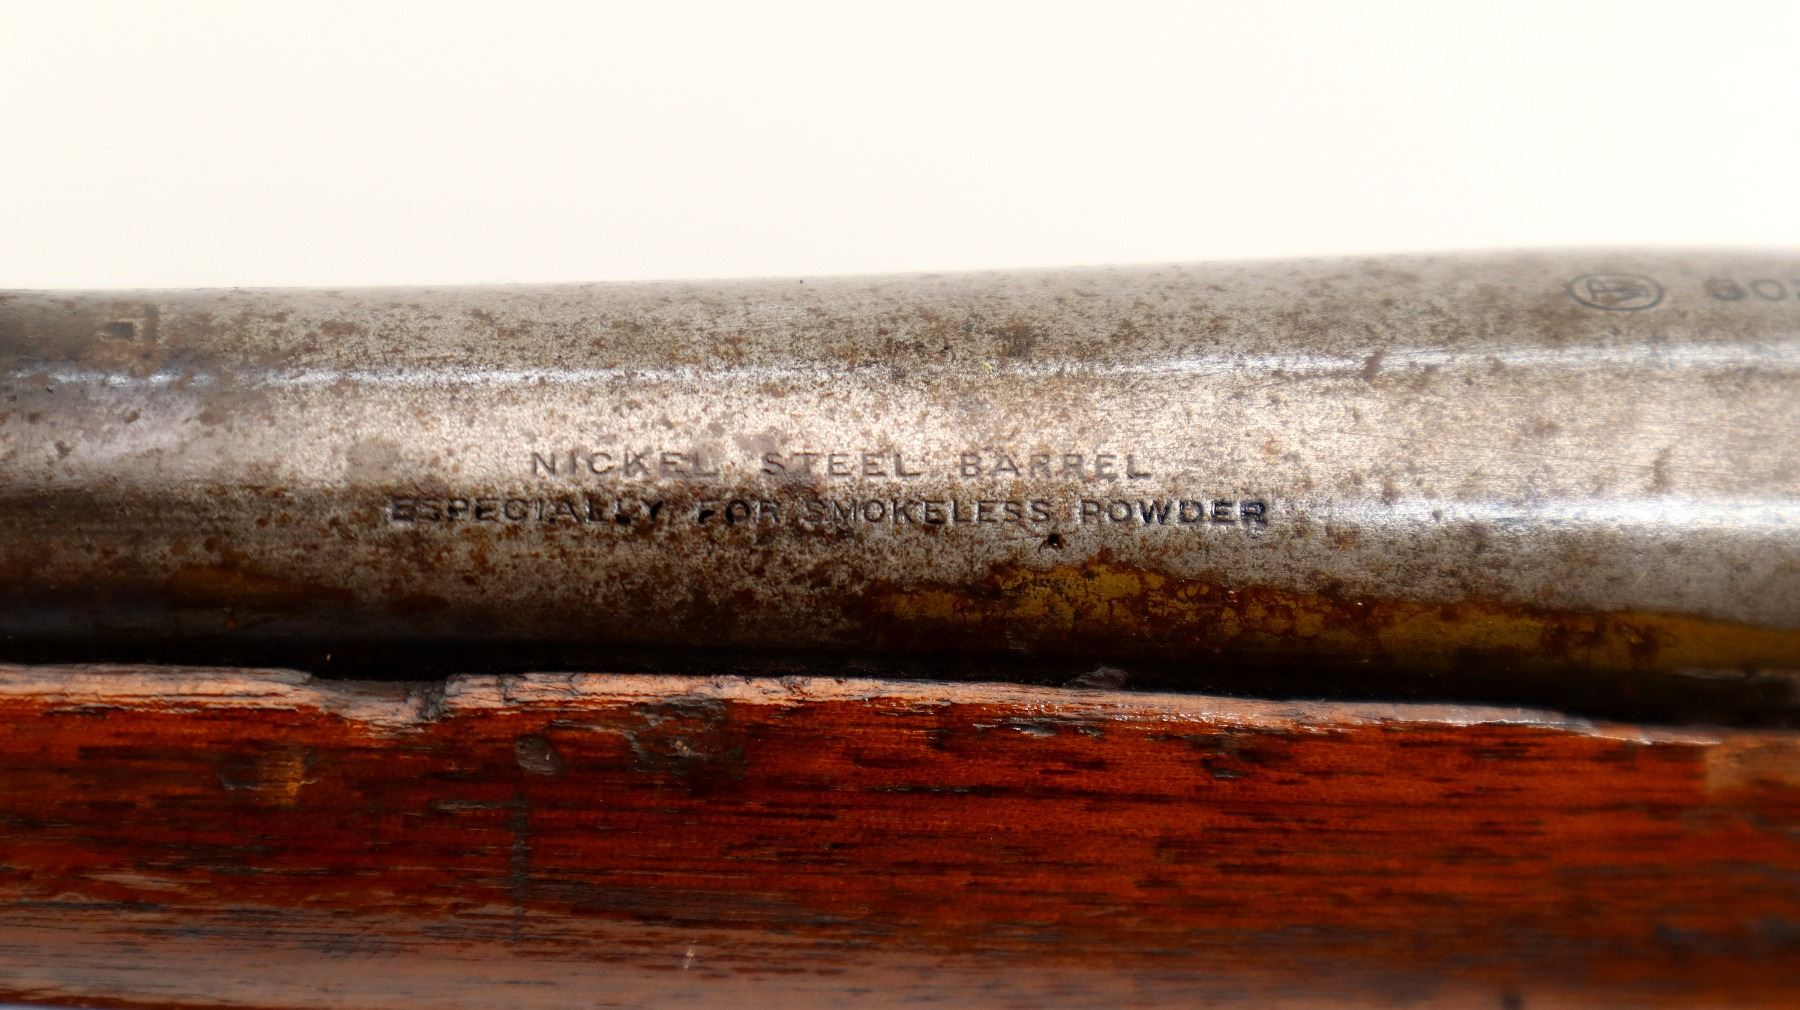 NICKEL STEEL BARREL
ESPECIALLY FOR SMOKELESS POWDER